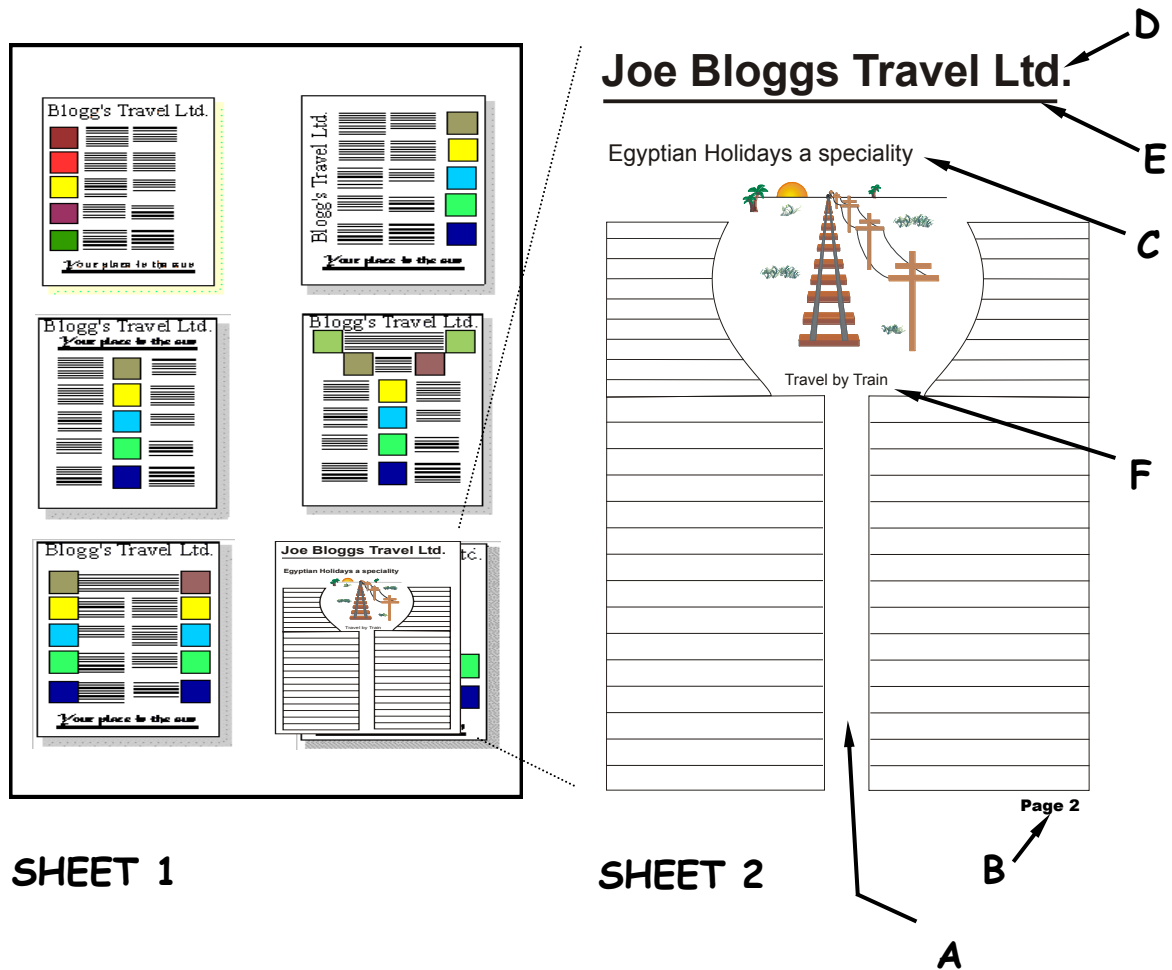 Blogg's Travel Ltd.
Your place in the sun
Blogg's Travel Ltd.
Your place in the sun
Blogg's Travel Ltd.
Your place in the sun
Blogg's Travel Ltd.
Blogg's Travel Ltd.
Your place in the sun
Joe Bloggs Travel Ltd.
Egyptian Holidays a speciality
Travel by Train
SHEET 1
Joe Bloggs Travel Ltd.
Egyptian Holidays a speciality
Travel by Train
Page 2
SHEET 2
D
E
C
F
B
A